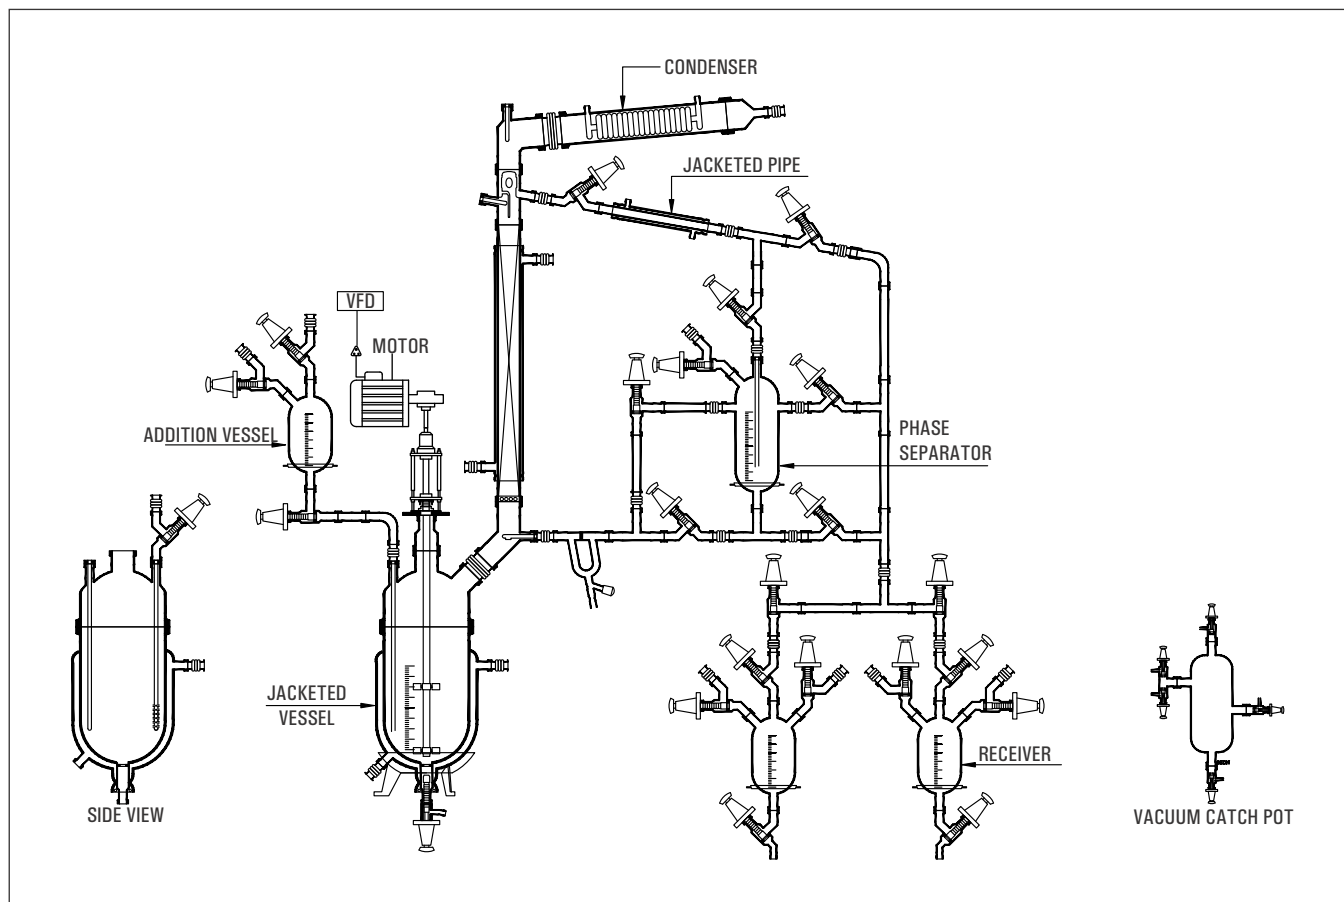 CONDENSER
JACKETED PIPE
VFD
MOTOR
ADDITION VESSEL
PHASE
SEPARATOR
JACKETED
VESSEL
RECEIVER
SIDE VIEW
VACUUM CATCH POT